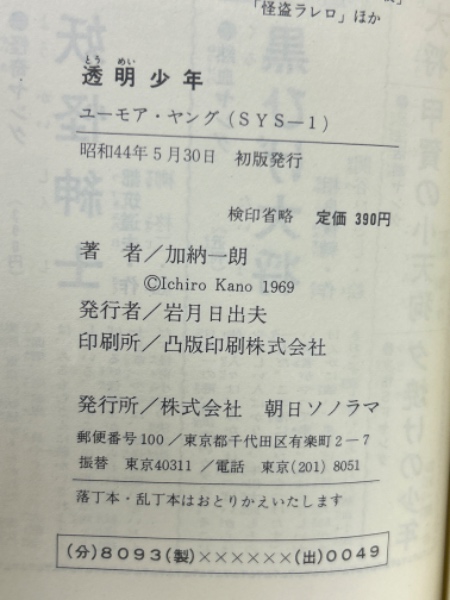 「怪盗ラレロ」ほか
とう めい
透明少年
ユーモア・ヤング(SYS—1)
昭和44年5月30日 初版発行
検印省略 定価 390円
著 者/加納一朗
©Ichiro Kano 1969
発行者/岩月日出夫
印刷所/凸版印刷株式会社
発行所/株式会社 朝日ソノラマ
郵便番号100/東京都千代田区有楽町2-7
振替 東京40311/電話 東京(201)8051
落丁本・乱丁本はおとりかえいたします
(分)8093(製)××××××(出)0049